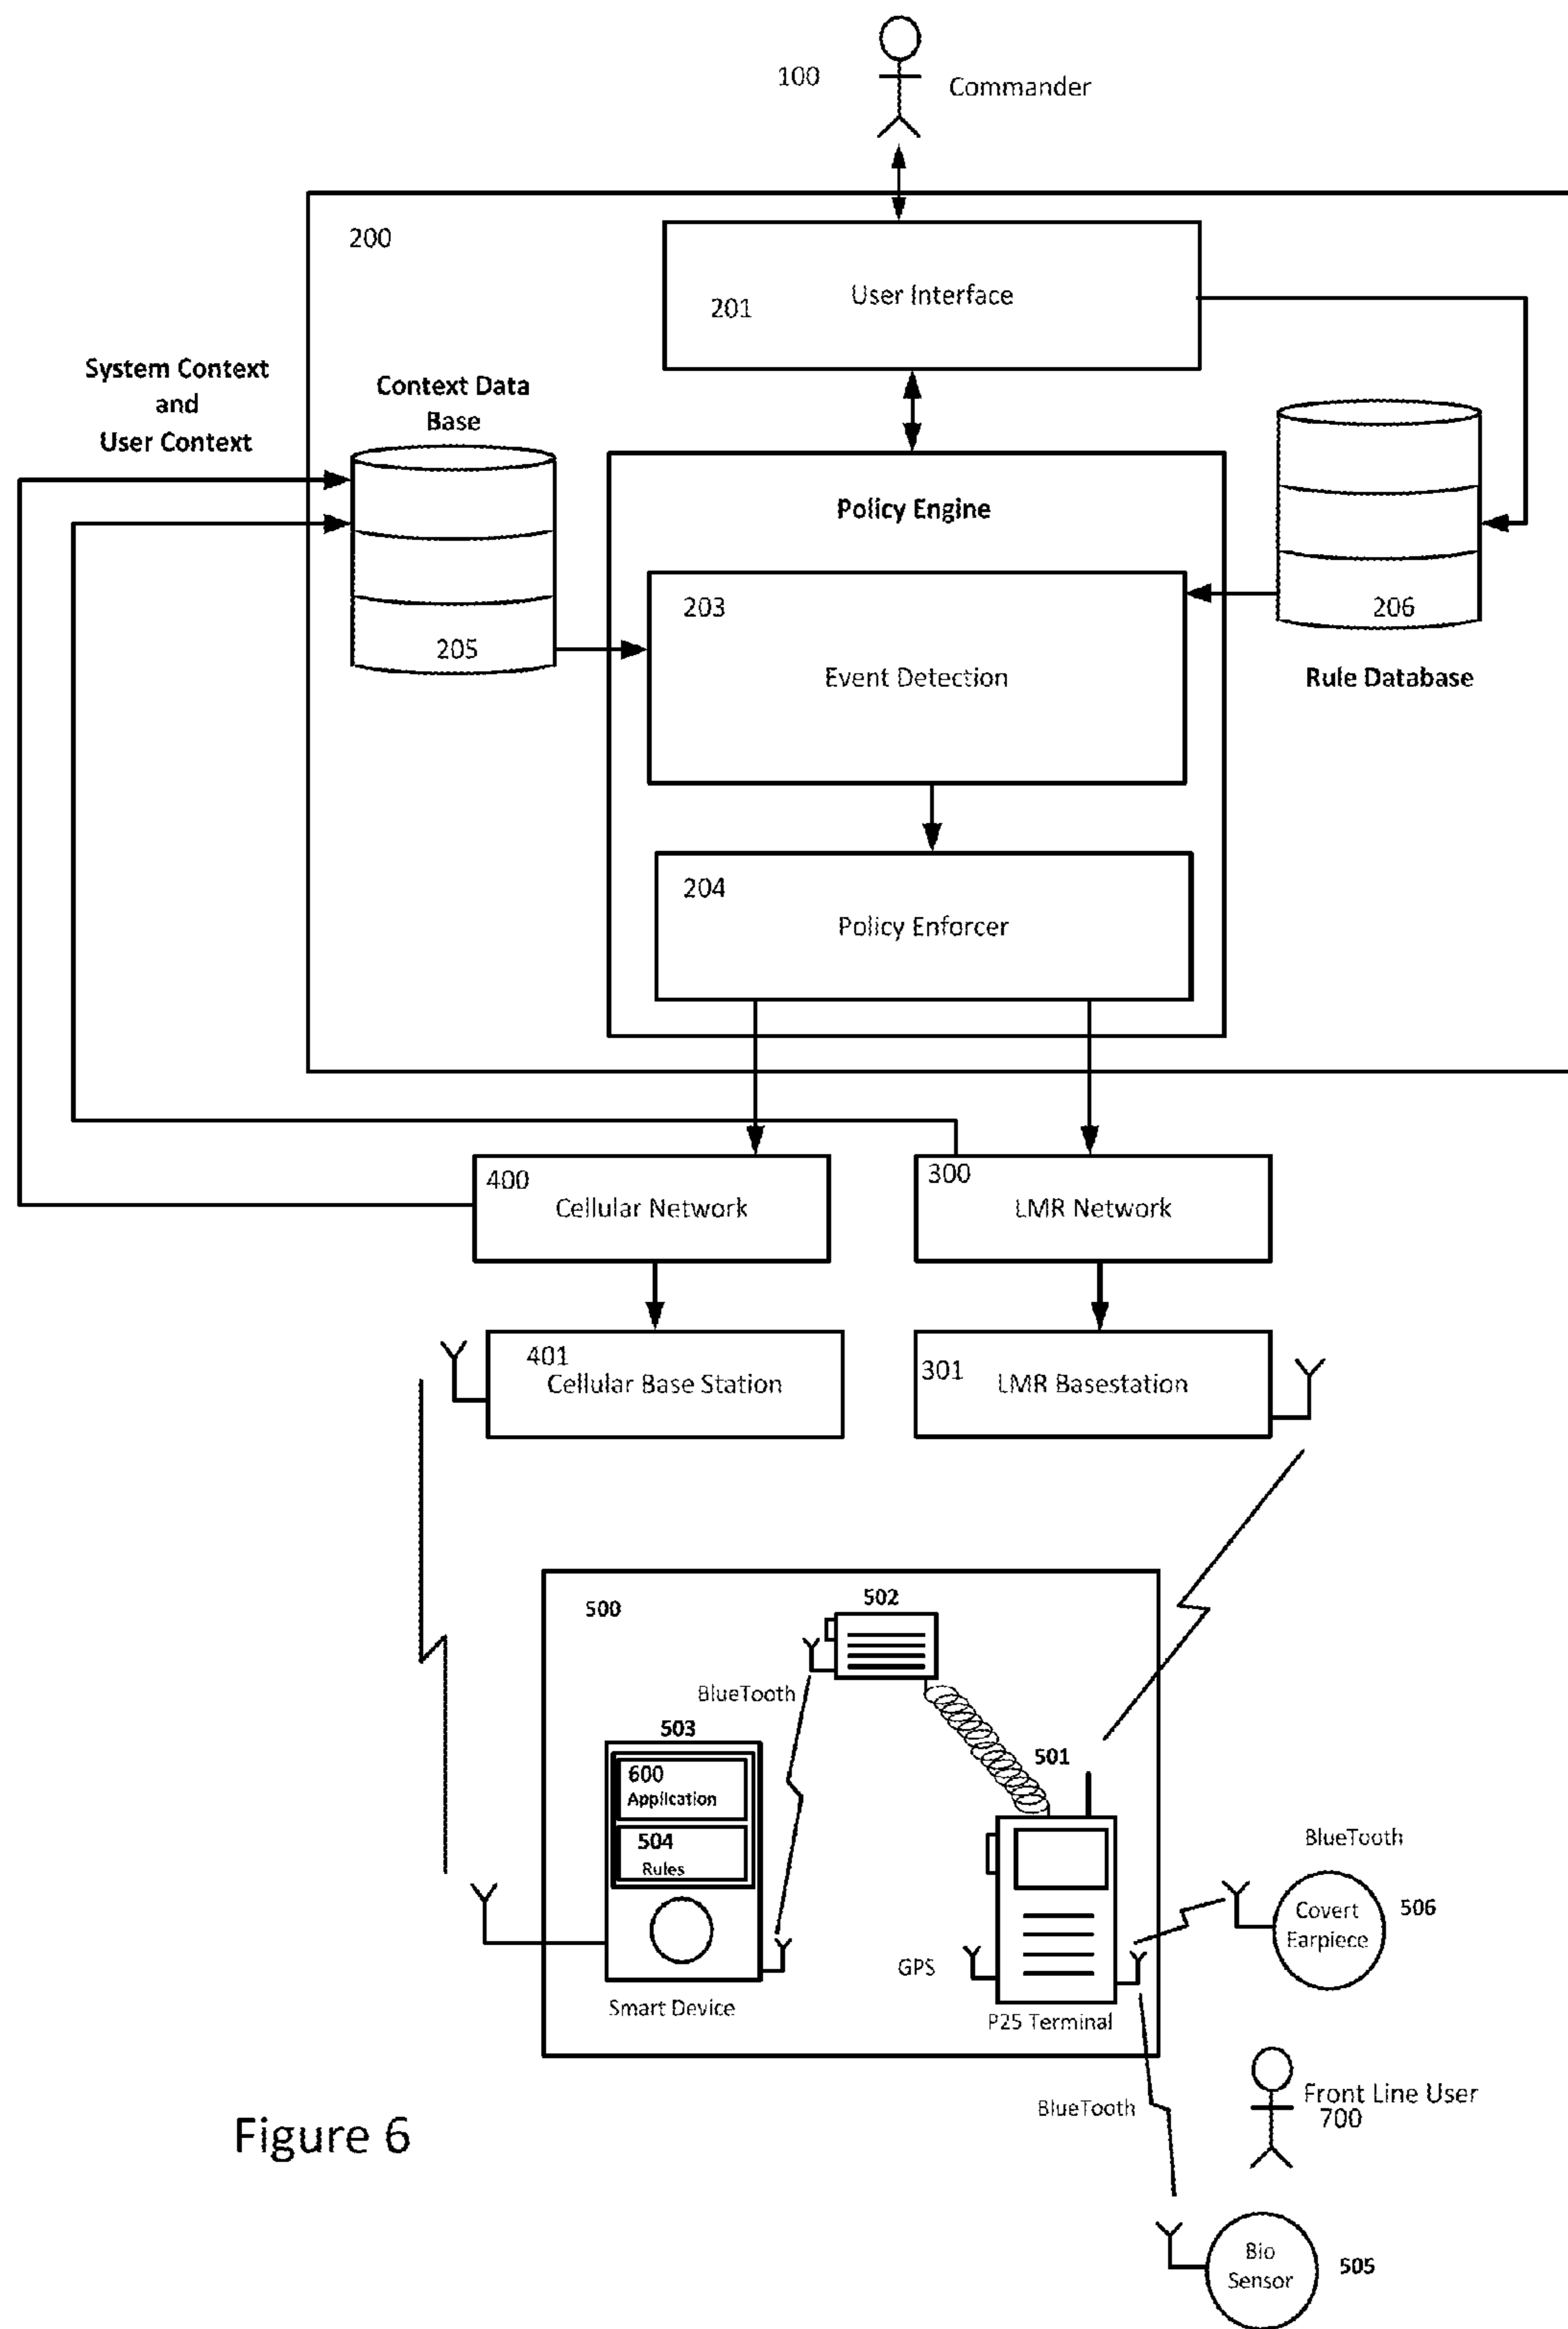 100
Commander
200
201
User Interface
System Context
and
User Context
Context Data
Base
Policy Engine
203
206
205
Event Detection
Rule Database
204
Policy Enforcer
400
Cellular Network
300
LMR Network
401
Cellular Base Station
301
LMR Basestation
500
502
BlueTooth
503
501
600
Application
504
Rules
BlueTooth
Covert
Earpiece
506
GPS
Smart Device
P25 Terminal
BlueTooth
Front Line User
700
Figure 6
Bio
Sensor
505